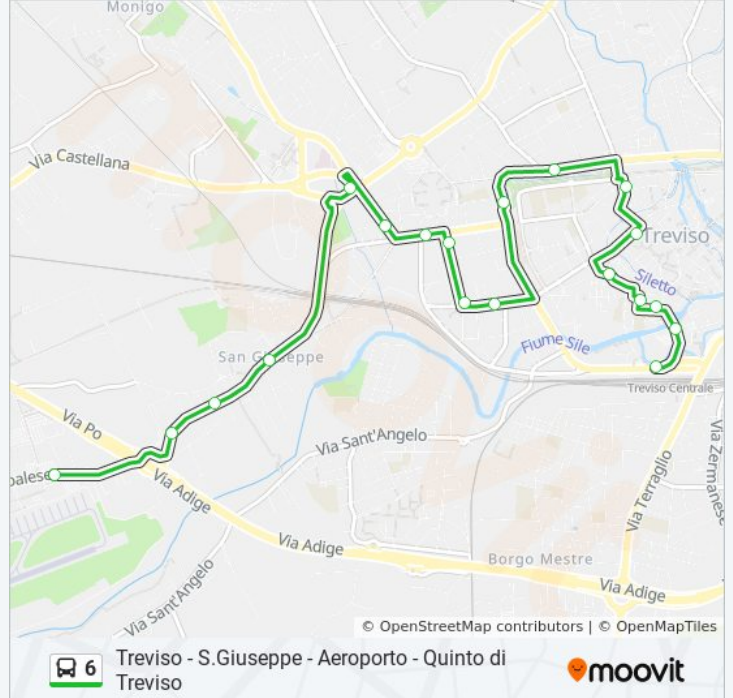 Monigo
Via Castellana
Treviso
Siletto
Fiume Sile
San Giuseppe
Treviso Centrale
Via Po
Via Sant'Angelo
Via Zermanese
Via Terraglio
Via Adige
Via Adige
Borgo Mestre
Via Adige
Via Sant'Angelo
© OpenStreetMap contributors | © OpenMapTiles
6 Treviso - S.Giuseppe - Aeroporto - Quinto di
Treviso
moovit